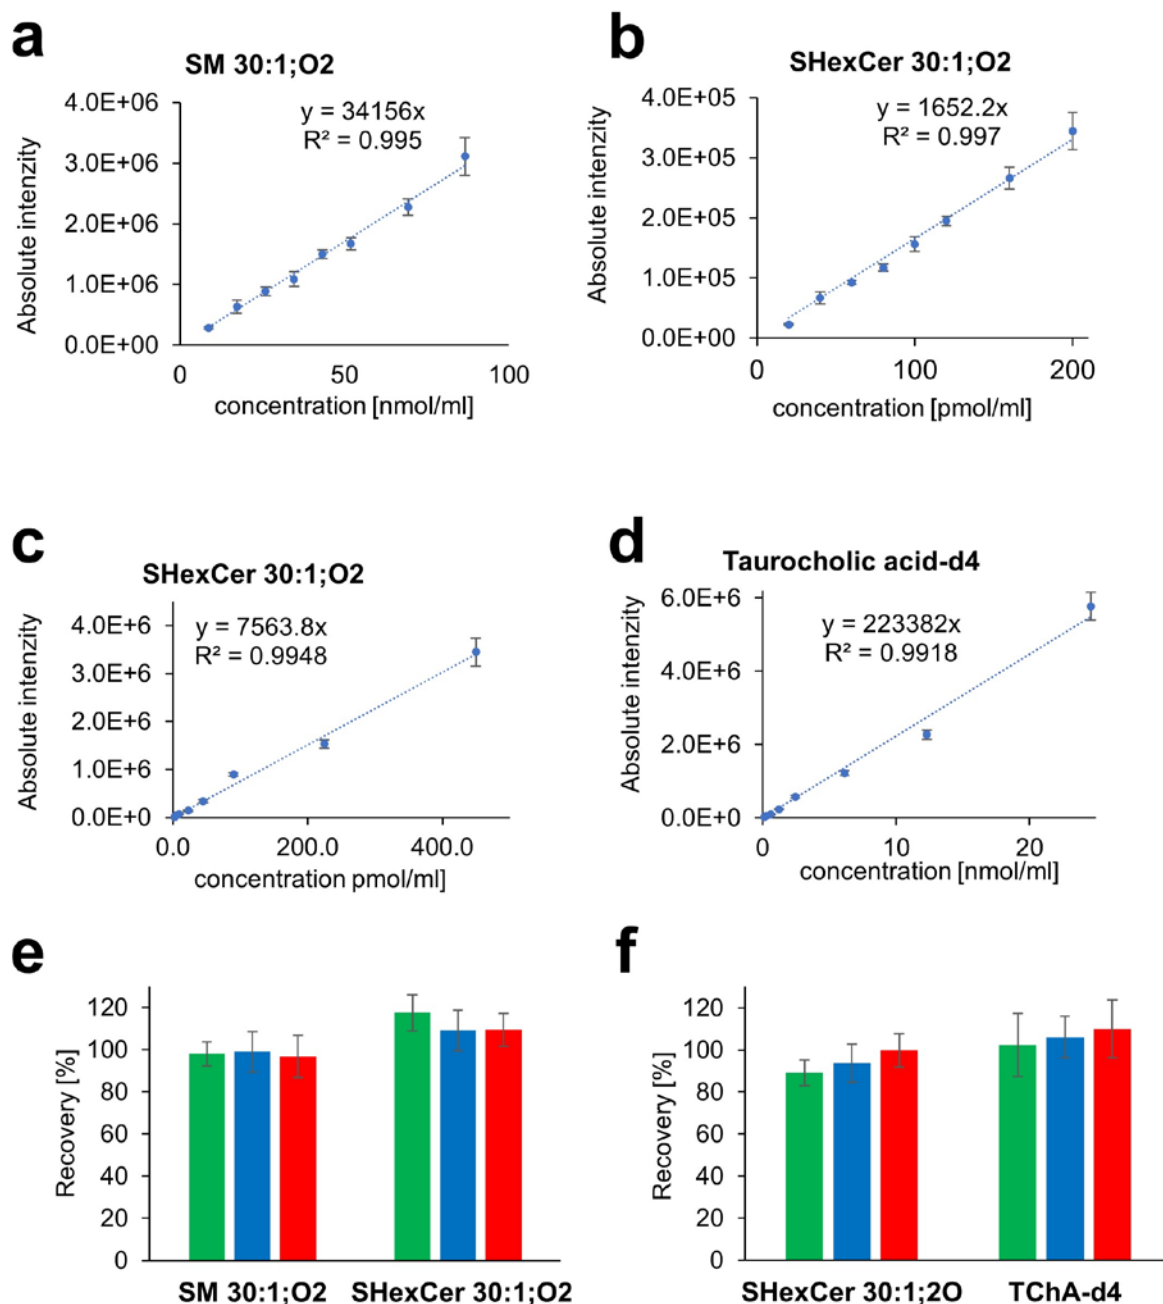 a
SM 30:1;O2
y = 34156x
R² = 0.995
Absolute intenzity
4.0E+06
3.0E+06
2.0E+06
1.0E+06
0.0E+00
0 50 100
concentration [nmol/ml]
b
SHexCer 30:1;O2
y = 1652.2x
R² = 0.997
Absolute intenzity
4.0E+05
3.0E+05
2.0E+05
1.0E+05
0.0E+00
0 100 200
concentration [pmol/ml]
c
SHexCer 30:1;O2
y = 7563.8x
R² = 0.9948
Absolute intenzity
4.0E+6
3.0E+6
2.0E+6
1.0E+6
0.0E+0
0.0 200.0 400.0
concentration pmol/ml]
d
Taurocholic acid-d4
y = 223382x
R² = 0.9918
Absolute intenzity
6.0E+6
4.0E+6
2.0E+6
0.0E+0
0 10 20
concentration [nmol/ml]
e
Recovery [%]
120
100
80
60
40
20
0
SM 30:1;O2 SHexCer 30:1;O2
f
Recovery [%]
120
100
80
60
40
20
0
SHexCer 30:1;2O TChA-d4